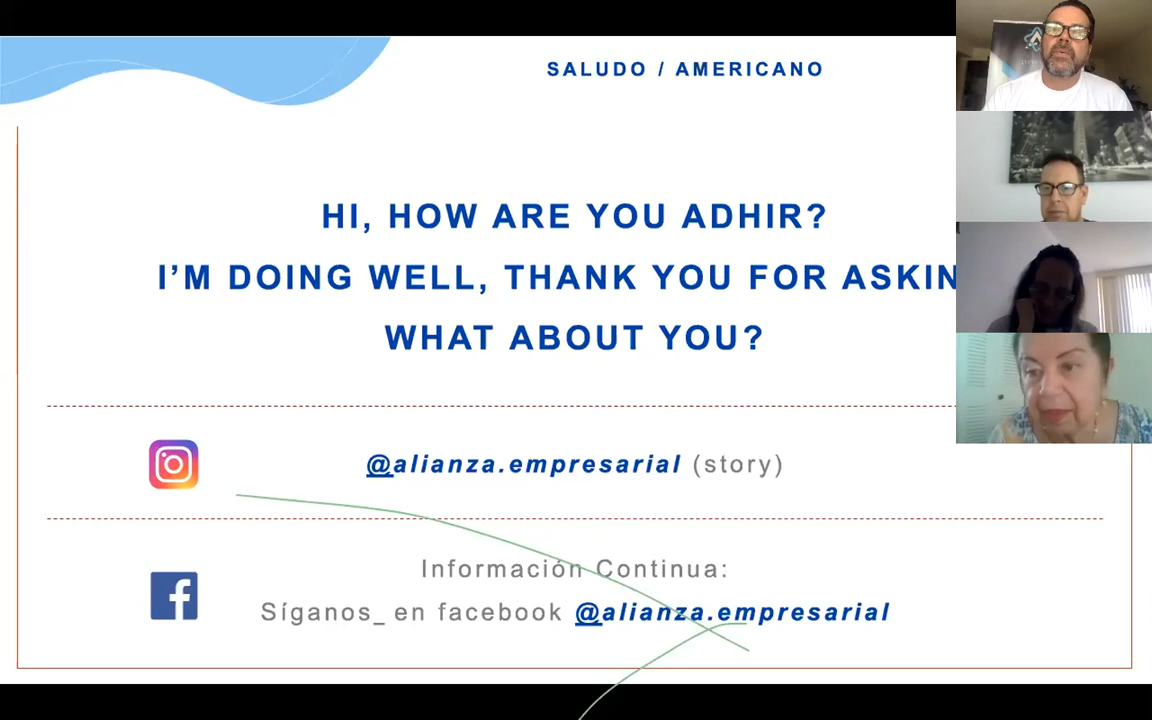 SALUDO / AMERICANO
HI, HOW ARE YOU ADHIR?
I’M DOING WELL, THANK YOU FOR ASKIN
WHAT ABOUT YOU?
@alianza.empresarial (story)
Información Continua:
Síganos_ en facebook @alianza.empresarial